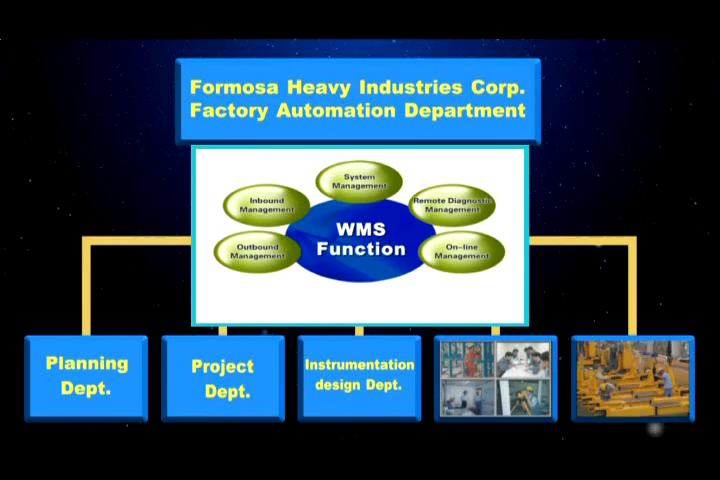 Formosa Heavy Industries Corp.
Factory Automation Department
System
Management
Inbound
Management
Remote Diagnostic
Management
WMS
Function
Outbound
Management
On-line
Management
Planning
Dept.
Project
Dept.
Instrumentation
design Dept.